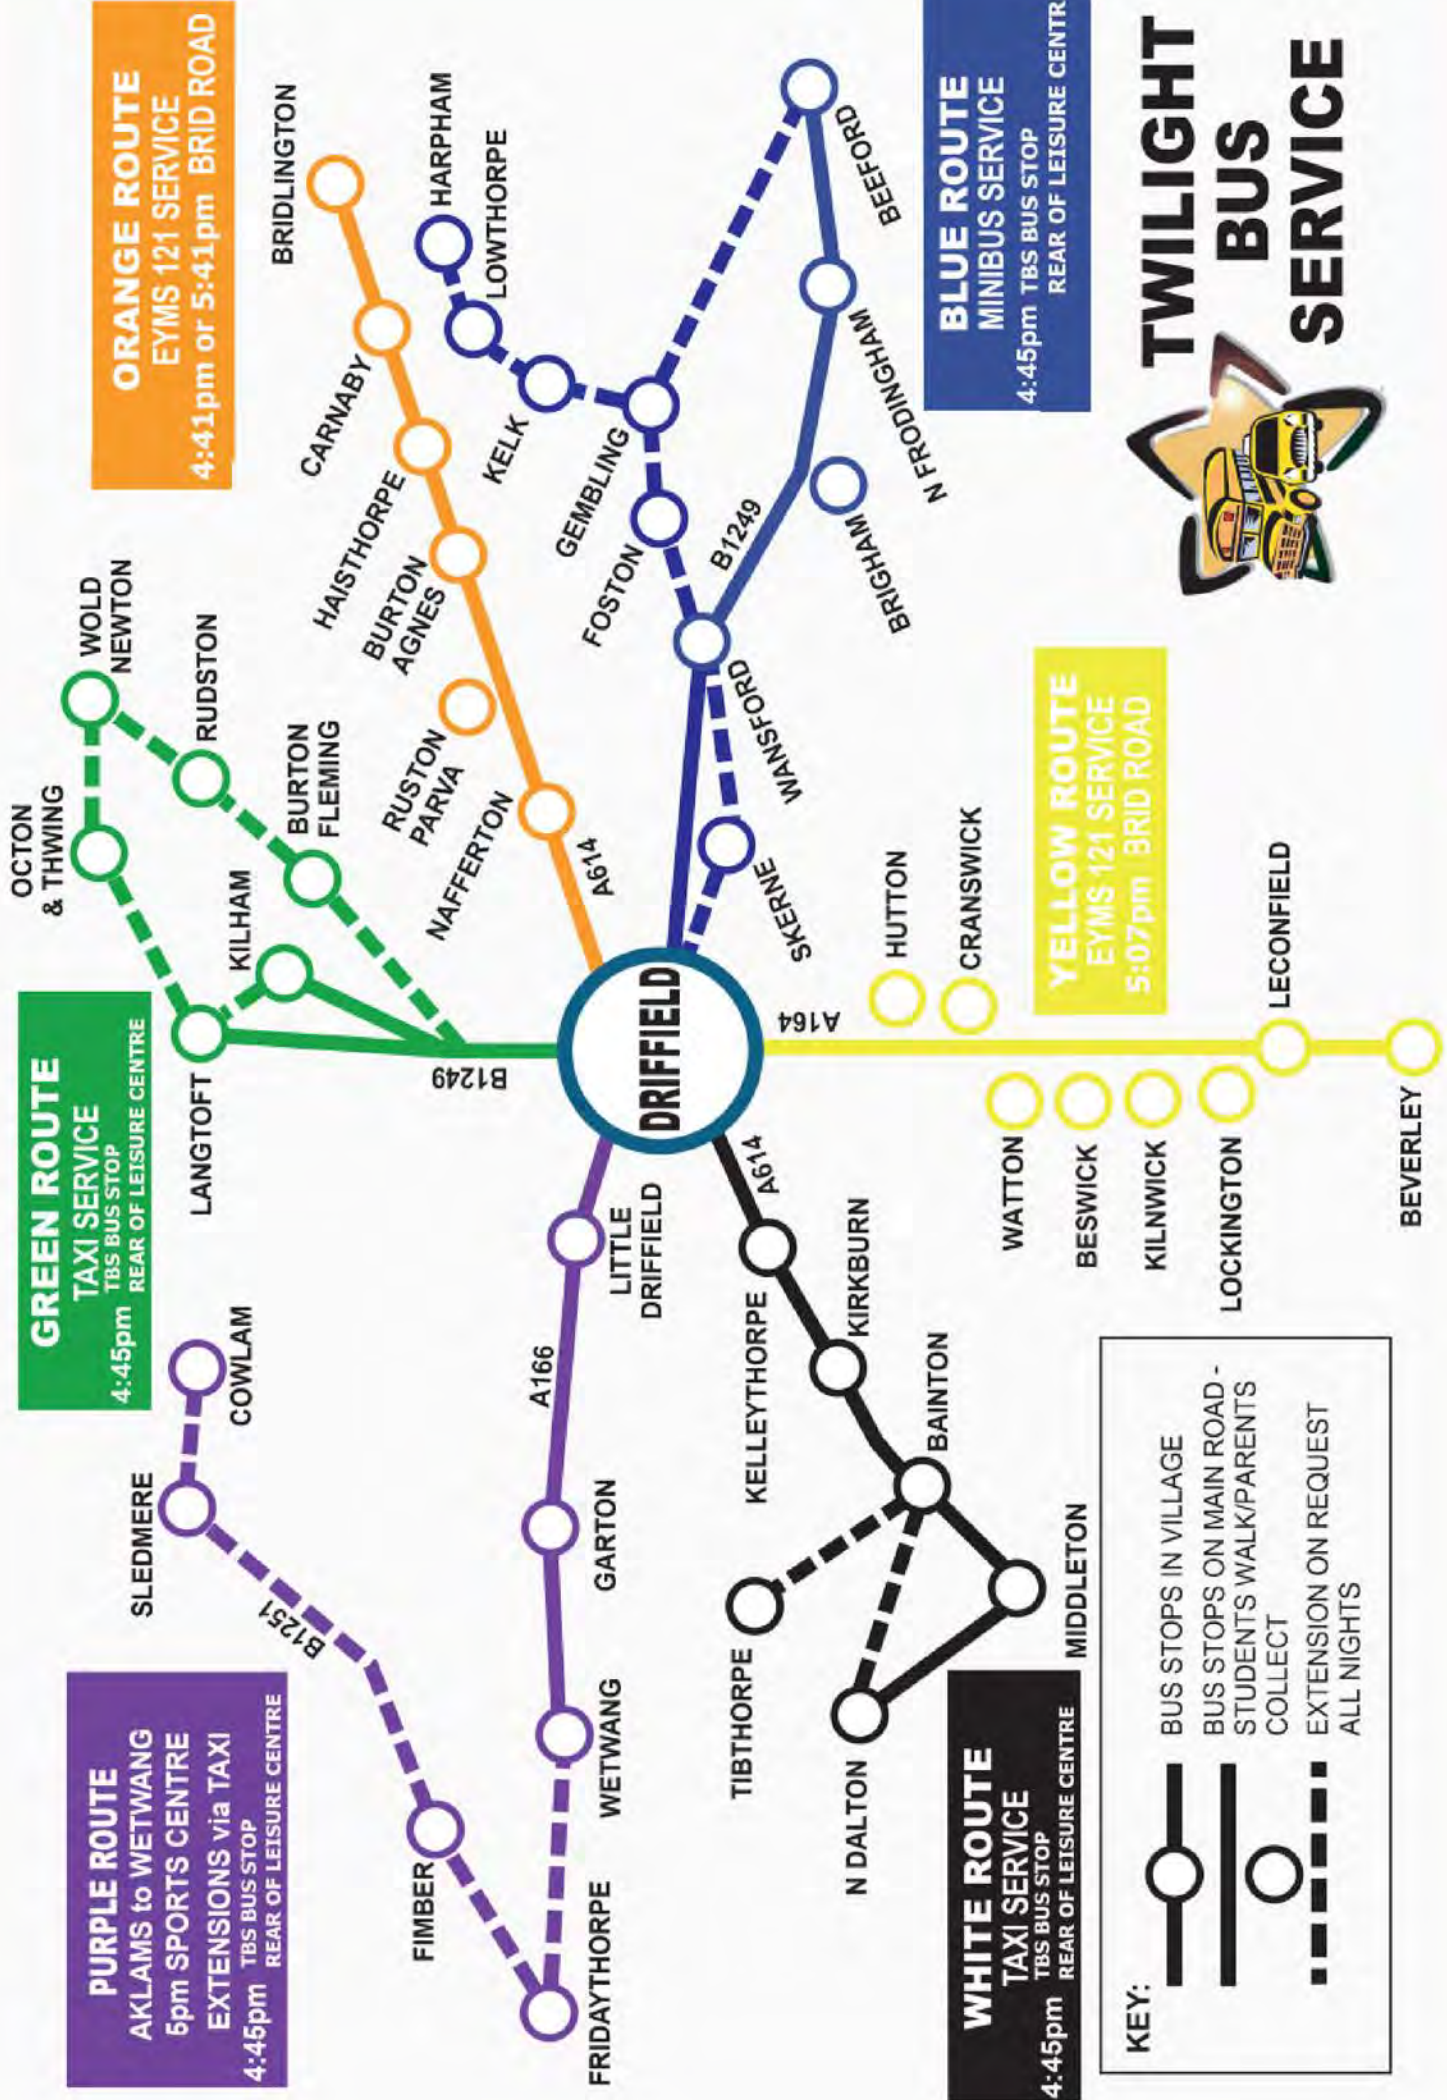 PURPLE ROUTE
AKLAMS to WETWANG
5pm SPORTS CENTRE
EXTENSIONS via TAXI
4:45pm TBS BUS STOP
REAR OF LEISURE CENTRE
GREEN ROUTE
TAXI SERVICE
4:45pm TBS BUS STOP
REAR OF LEISURE CENTRE
ORANGE ROUTE
EYMS 121 SERVICE
4:41pm or 5:41pm BRID ROAD
SLEDMERE
COWLAM
B1251
FIMBER
FRIDAYTHORPE
WETWANG
GARTON
A166
LITTLE
DRIFFIELD
LANGTOFT
OCTON
& THWING
WOLD
NEWTON
RUDSTON
BURTON
FLEMING
KILHAM
B1249
BRIDLINGTON
CARNABY
HAISTHORPE
BURTON
AGNES
RUSTON
PARVA
NAFFERTON
A614
HARPHAM
LOWTHORPE
KELK
GEMBLING
FOSTON
B1249
BEEFORD
N FRODINGHAM
BRIGHAM
WANSFORD
SKERNE
DRIFFIELD
A614
KELLEYTHORPE
KIRKBURN
BAINTON
TIBTHORPE
N DALTON
MIDDLETON
A164
HUTTON
CRANSWICK
WATTON
BESWICK
KILNWICK
LOCKINGTON
LECONFIELD
BEVERLEY
WHITE ROUTE
TAXI SERVICE
TBS BUS STOP
4:45pm REAR OF LEISURE CENTRE
YELLOW ROUTE
EYMS 121 SERVICE
5:07pm BRID ROAD
BLUE ROUTE
MINIBUS SERVICE
4:45pm TBS BUS STOP
REAR OF LEISURE CENTR
KEY:
BUS STOPS IN VILLAGE
BUS STOPS ON MAIN ROAD -
STUDENTS WALK/PARENTS
COLLECT
EXTENSION ON REQUEST
ALL NIGHTS
TWILIGHT
BUS
SERVICE